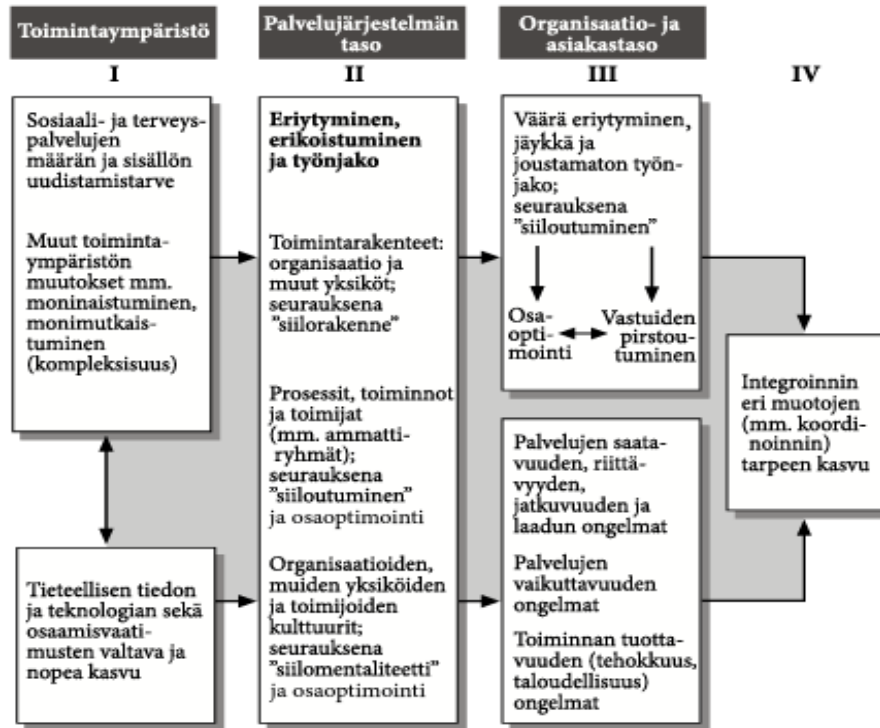 Toimintaympäristö
I
Sosiaali- ja terveys-
palvelujen
määrän ja sisällön
uudistamistarve
Muut toiminta-
ympäristön
muutokset mm.
moninaistuminen,
monimutkais-
tuminen
(kompleksisuus)
Tieteellisen tiedon
ja teknologian sekä
osaamisvaati-
musten valtava ja
nopea kasvu
Palvelujärjestelmän
taso
II
Eriytyminen,
erikoistuminen
ja työnjako
Toimintarakenteet:
organisaatio ja
muut yksiköt;
seurauksena
"siilorakenne"
Prosessit, toiminnot
ja toimijat
(mm. ammatti-
ryhmät);
seurauksena
"siiloutuminen"
ja osaoptimointi
Organisaatioiden,
muiden yksiköiden
ja toimijoiden
kulttuurit;
seurauksena
"siilomentaliteetti"
ja osaoptimointi
Organisaatio- ja
asiakastaso
III
Väärä eriytyminen,
jäykkä ja
joustamaton työn-
jako;
seurauksena
"siiloutuminen"
Osa-
opti-
mointi
Vastuiden
pirstou-
tuminen
Palvelujen saata-
vuuden, riittä-
vyyden,
jatkuvuuden ja
laadun ongelmat
Palvelujen
vaikuttavuuden
ongelmat
Toiminnan tuotta-
vuuden (tehokkuus,
taloudellisuus)
ongelmat
IV
Integroinnin
eri muotojen
(mm. koordi-
noinnin)
tarpeen kasvu